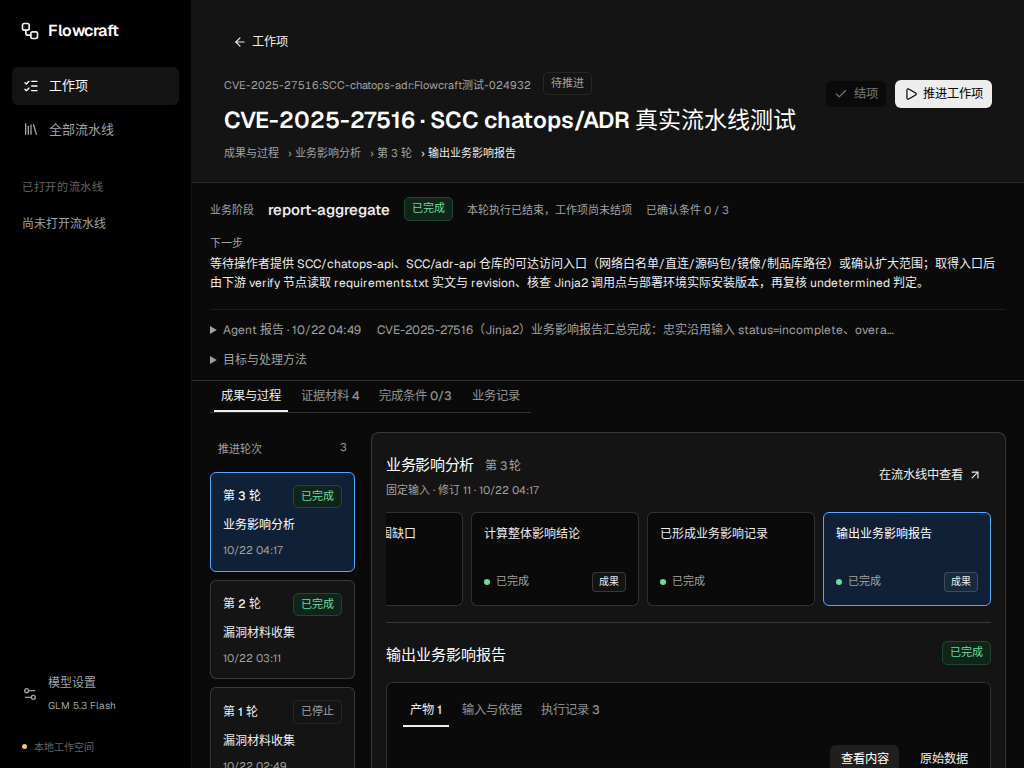 Flowcraft
工作项
全部流水线
已打开的流水线
尚未打开流水线
模型设置
GLM 5.3 Flash
本地工作空间
工作项
CVE-2025-27516:SCC-chatops-adr:Flowcraft测试-024932 待推进
结项 推进工作项
CVE-2025-27516 · SCC chatops/ADR 真实流水线测试
成果与过程 › 业务影响分析 › 第 3 轮 › 输出业务影响报告
业务阶段 report-aggregate 已完成 本轮执行已结束，工作项尚未结项 已确认条件 0 / 3
下一步
等待操作者提供 SCC/chatops-api、SCC/adr-api 仓库的可达访问入口（网络白名单/直连/源码包/镜像/制品库路径）或确认扩大范围；取得入口后
由下游 verify 节点读取 requirements.txt 实文与 revision、核查 Jinja2 调用点与部署环境实际安装版本，再复核 undetermined 判定。
Agent 报告 · 10/22 04:49 CVE-2025-27516（Jinja2）业务影响报告汇总完成：忠实沿用输入 status=incomplete、overa...
目标与处理方法
成果与过程 证据材料 4 完成条件 0/3 业务记录
推进轮次 3
第 3 轮 已完成
业务影响分析
10/22 04:17
第 2 轮 已完成
漏洞材料收集
10/22 03:11
第 1 轮 已停止
漏洞材料收集
10/22 02:49
业务影响分析 第 3 轮
固定输入 · 修订 11 · 10/22 04:17
在流水线中查看
缺口
计算整体影响结论
已完成 成果
已形成业务影响记录
已完成
输出业务影响报告
已完成 成果
输出业务影响报告 已完成
产物 1 输入与依据 执行记录 3
查看内容 原始数据